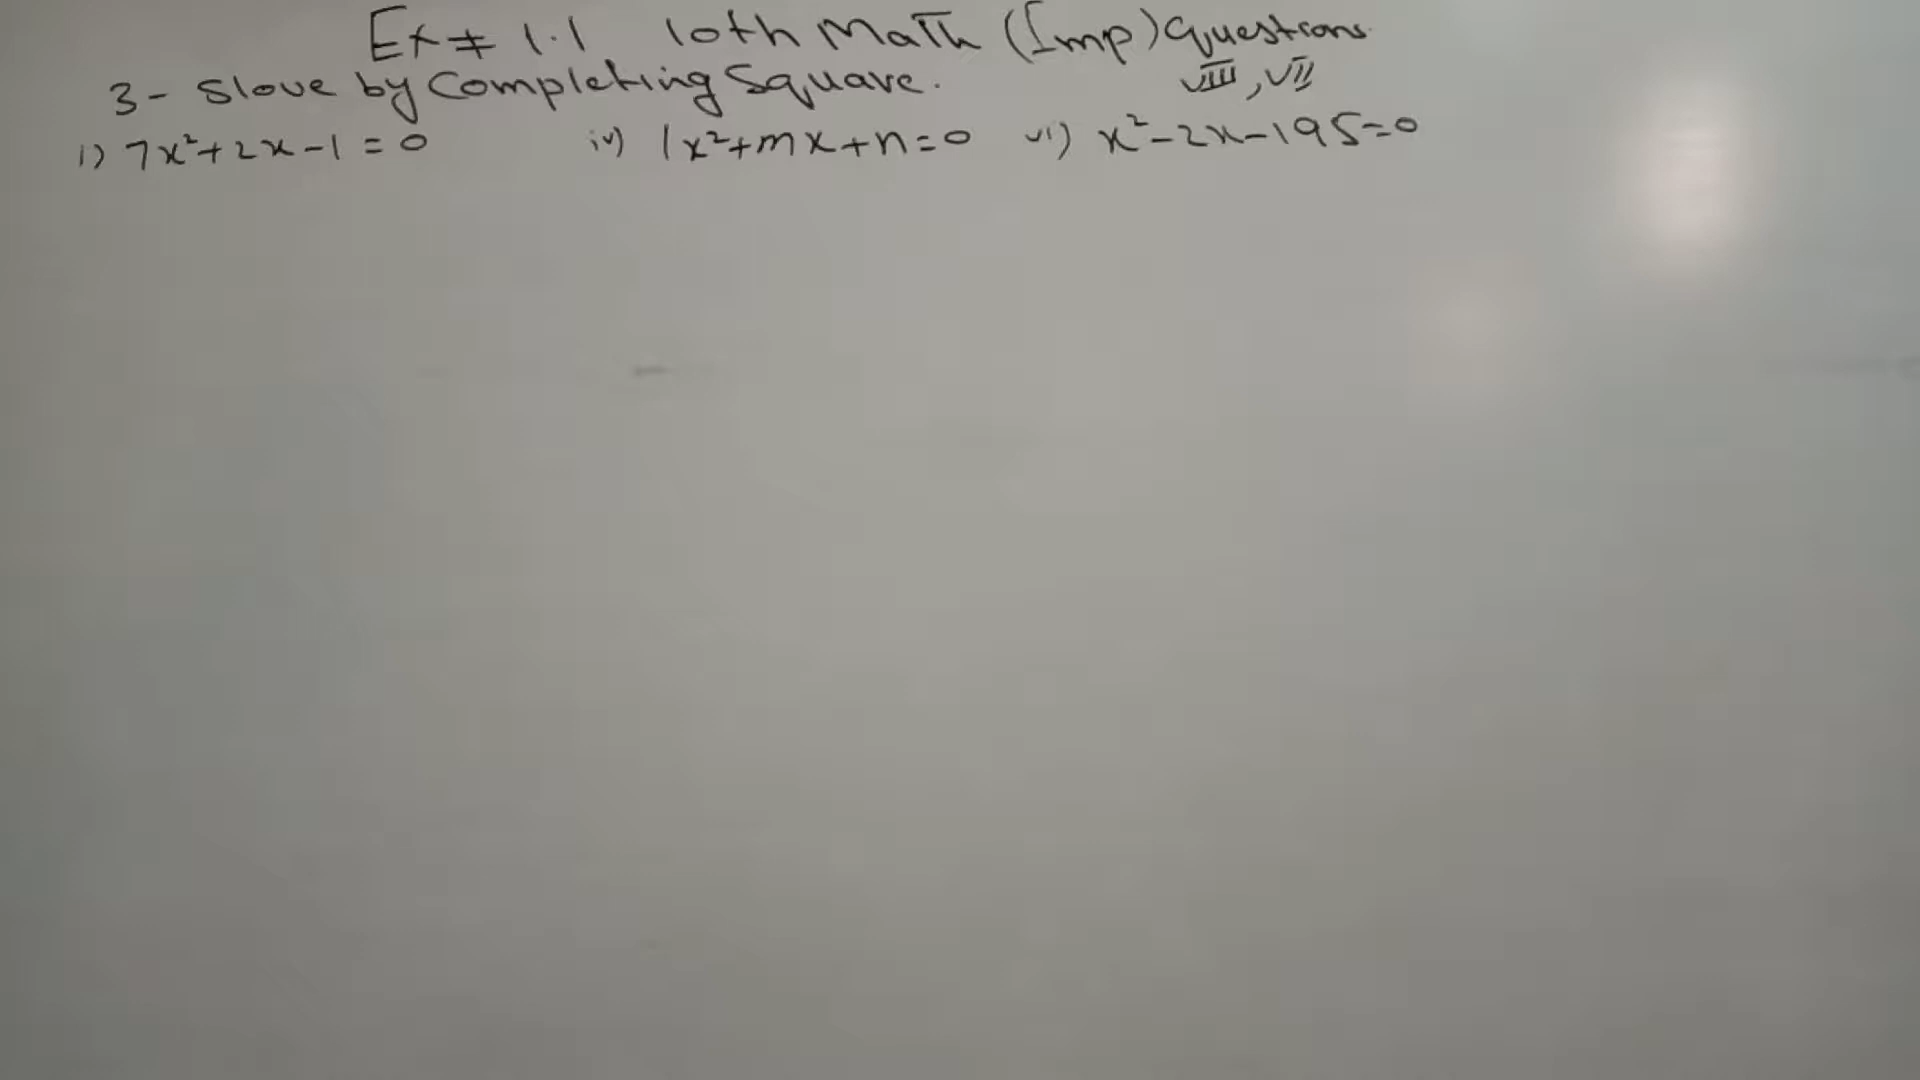 Ex ≠ 1.1 10th Math (Imp) Questions.
3- Slove by Completing Square. VIII, VII
i) 7x²+2x-1=0 iv) lx²+mx+n=0 vi) x²-2x-195=0